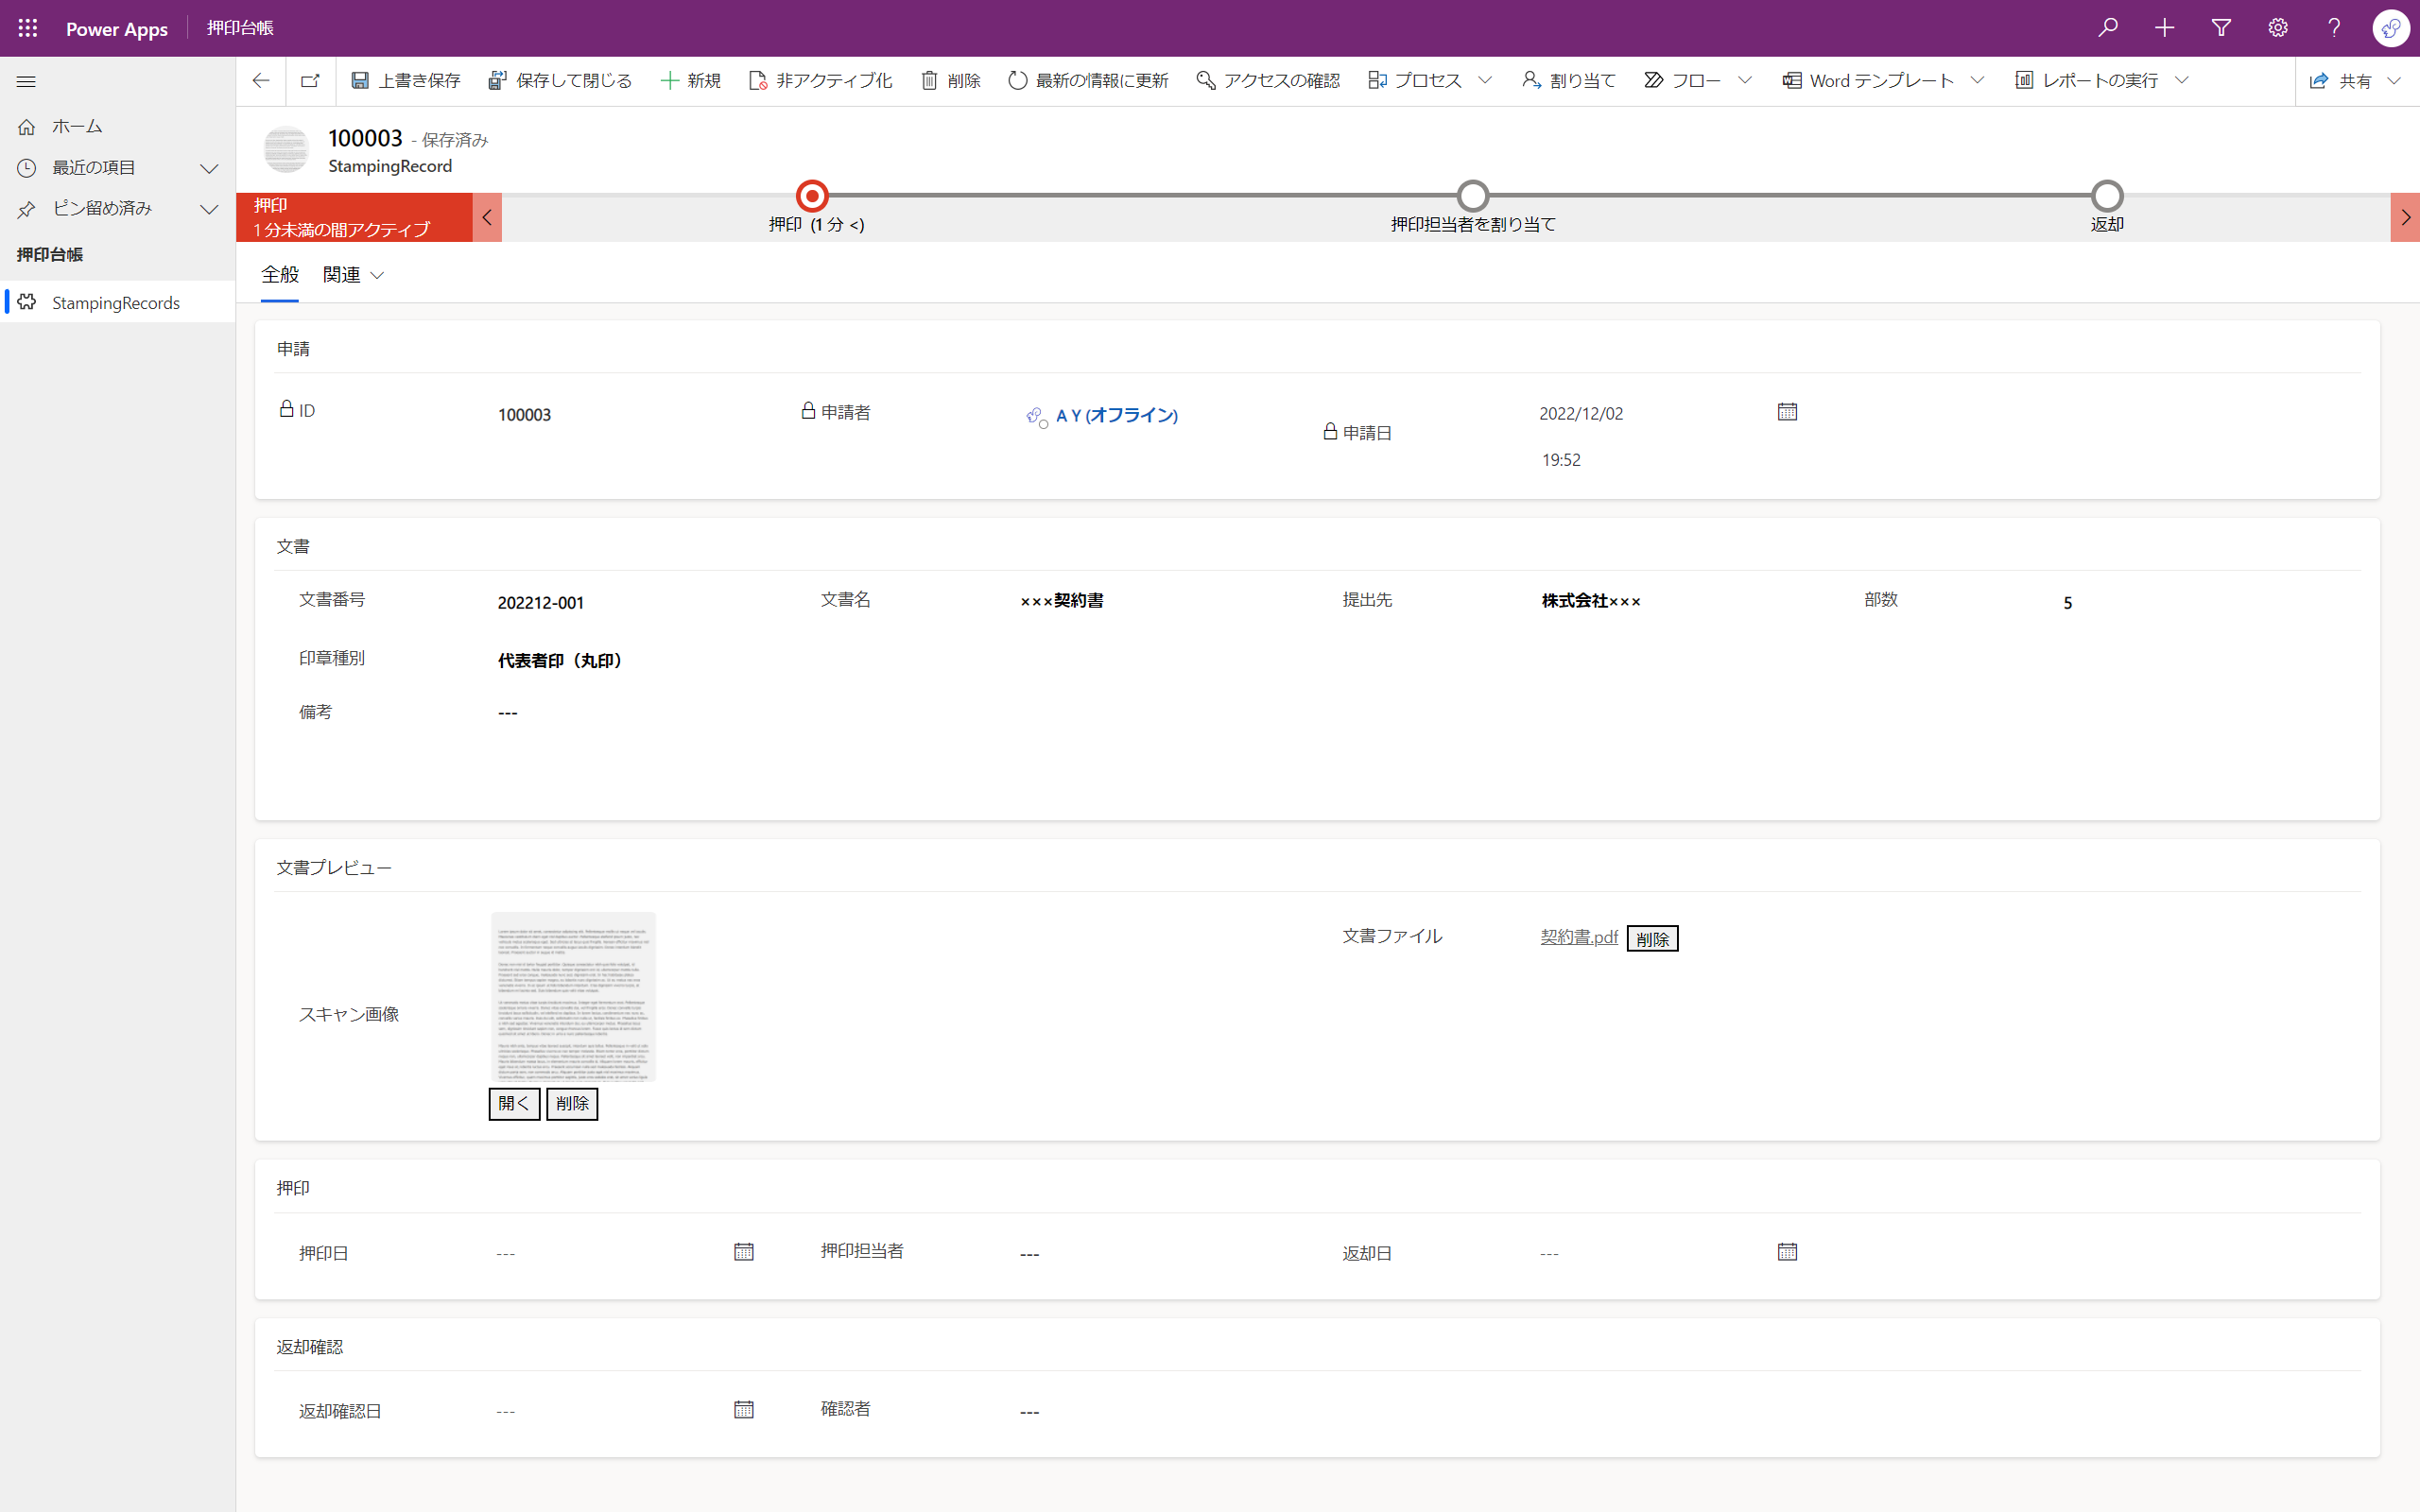 Power Apps 押印台帳
上書き保存 保存して閉じる 新規 非アクティブ化 削除 最新の情報に更新 アクセスの確認 プロセス 割り当て フロー Word テンプレート レポートの実行 共有
ホーム
最近の項目
ピン留め済み
押印台帳
StampingRecords
100003 - 保存済み
StampingRecord
押印
1 分未満の間アクティブ
押印 (1 分 <)
押印担当者を割り当て
返却
全般 関連
申請
ID 100003 申請者 A Y (オフライン) 申請日 2022/12/02
19:52
文書
文書番号 202212-001 文書名 ×××契約書 提出先 株式会社××× 部数 5
印章種別 代表者印（丸印）
備考 ---
文書プレビュー
スキャン画像
開く 削除
文書ファイル 契約書.pdf 削除
押印
押印日 --- 押印担当者 --- 返却日 ---
返却確認
返却確認日 --- 確認者 ---